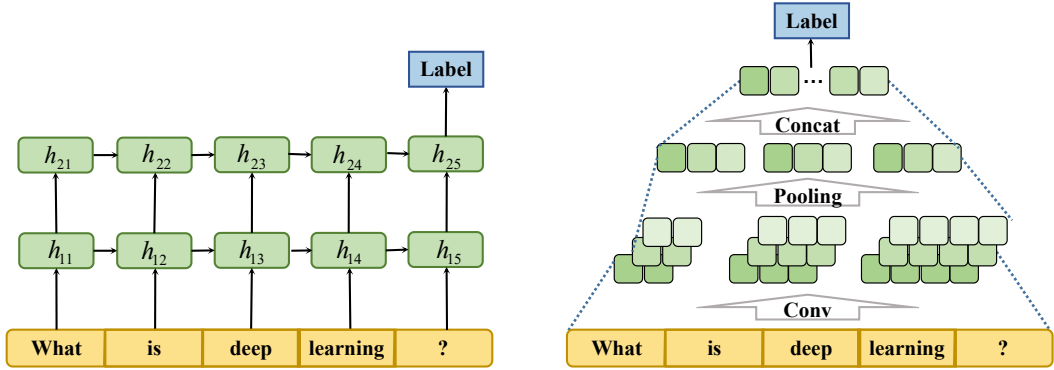 Label
h21 h22 h23 h24 h25
h11 h12 h13 h14 h15
What is deep learning ?
Label
...
Concat
Pooling
Conv
What is deep learning ?